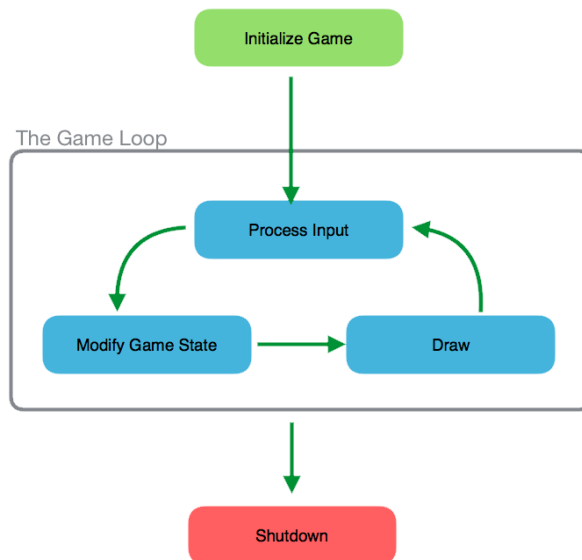 Initialize Game
The Game Loop
Process Input
Modify Game State
Draw
Shutdown